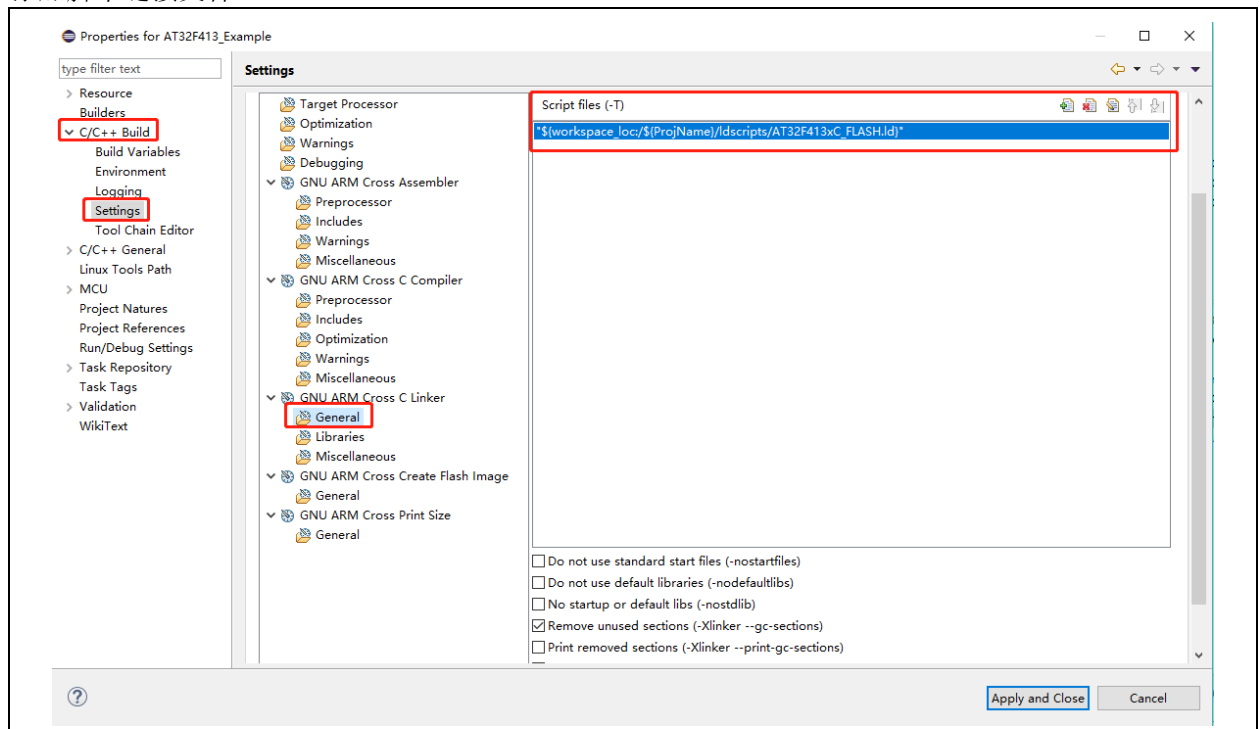 Properties for AT32F413_Example
type filter text
Resource
Builders
C/C++ Build
Build Variables
Environment
Logging
Settings
Tool Chain Editor
C/C++ General
Linux Tools Path
MCU
Project Natures
Project References
Run/Debug Settings
Task Repository
Task Tags
Validation
WikiText
Settings
Target Processor
Optimization
Warnings
Debugging
GNU ARM Cross Assembler
Preprocessor
Includes
Warnings
Miscellaneous
GNU ARM Cross C Compiler
Preprocessor
Includes
Optimization
Warnings
Miscellaneous
GNU ARM Cross C Linker
General
Libraries
Miscellaneous
GNU ARM Cross Create Flash Image
General
GNU ARM Cross Print Size
General
Script files (-T)
"${workspace_loc:/${ProjName}/ldscripts/AT32F413xC_FLASH.ld}"
Do not use standard start files (-nostartfiles)
Do not use default libraries (-nodefaultlibs)
No startup or default libs (-nostdlib)
Remove unused sections (-Xlinker --gc-sections)
Print removed sections (-Xlinker --print-gc-sections)
Apply and Close
Cancel